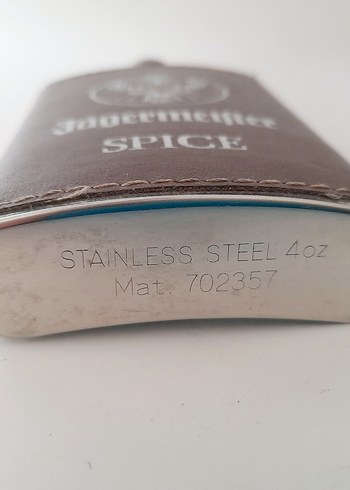 Jägermeister
SPICE
STAINLESS STEEL 4oz
Mat. 702357